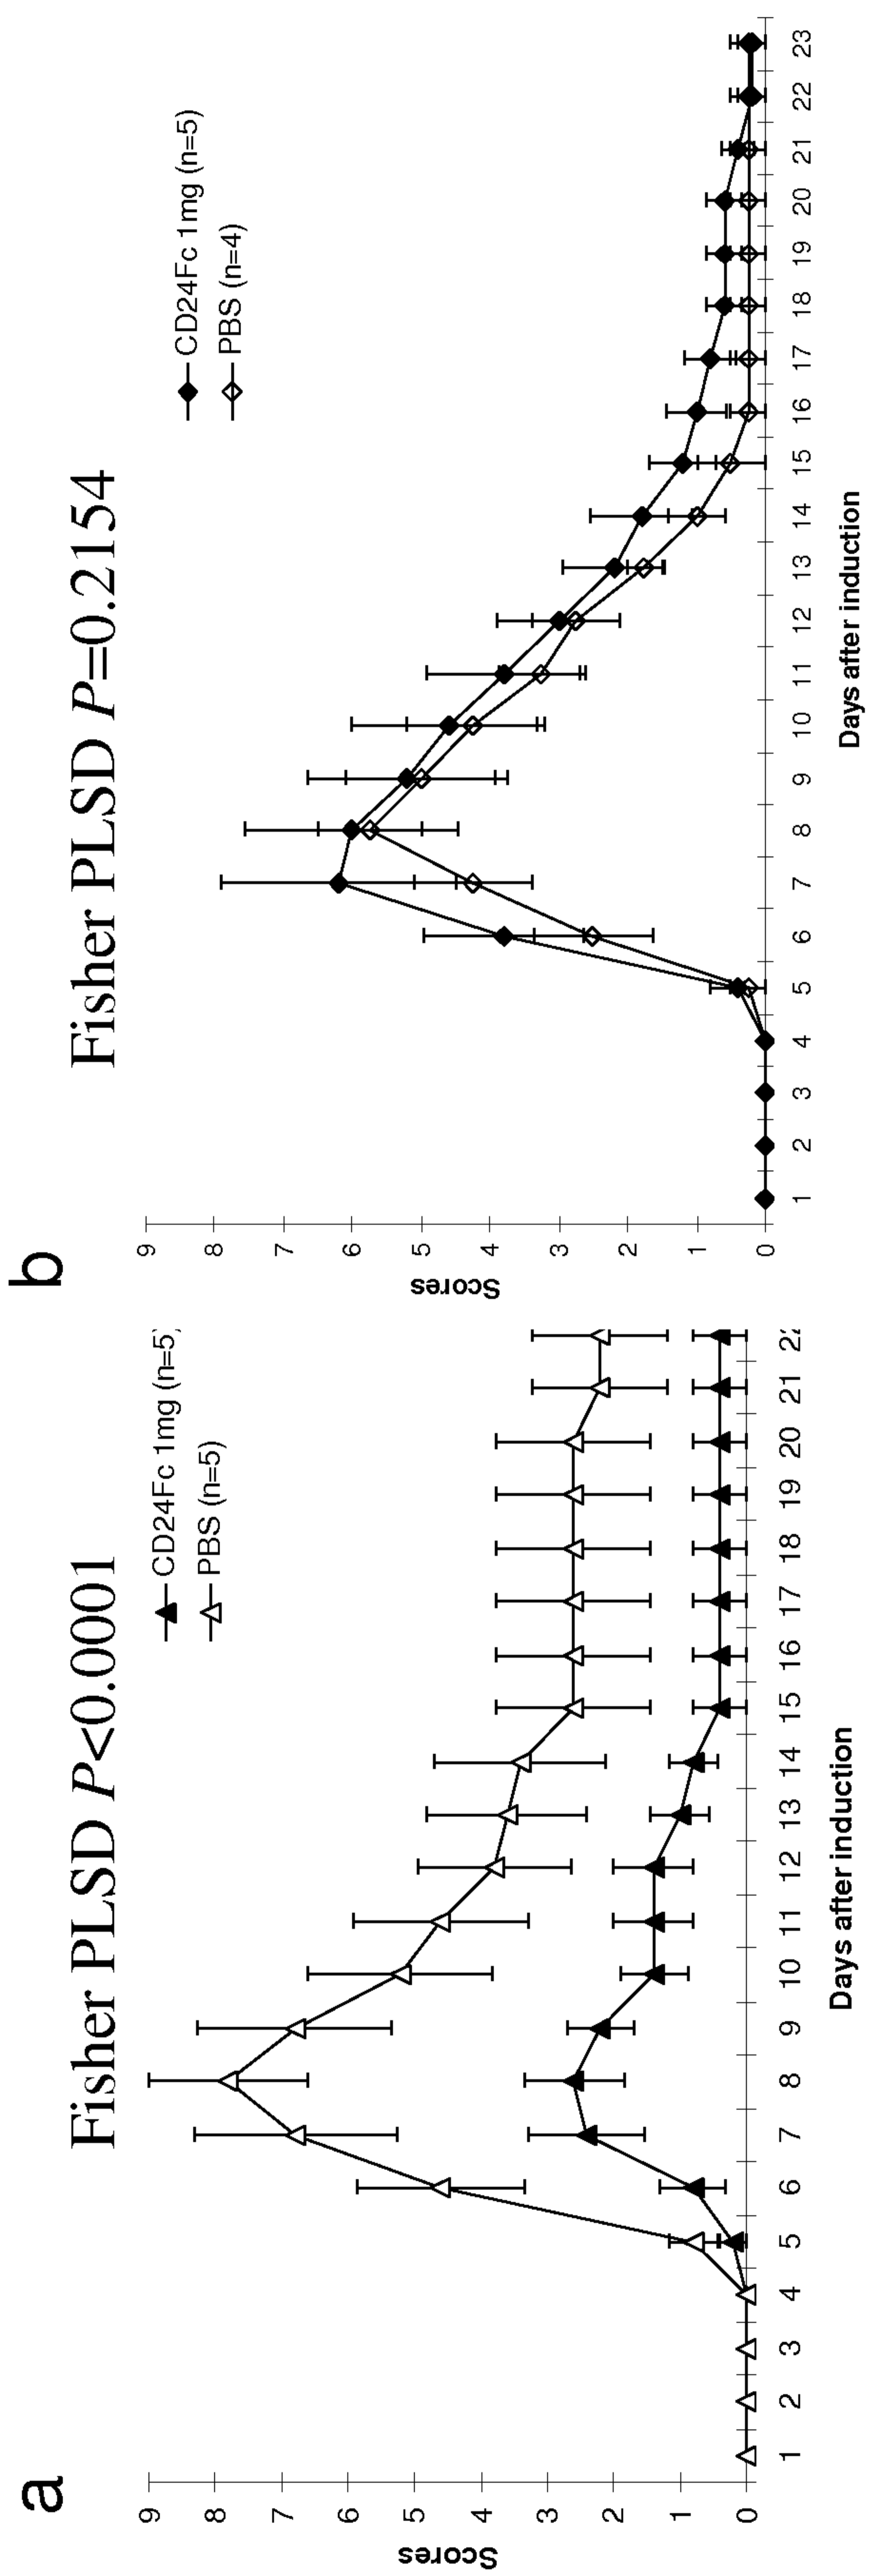 a
Fisher PLSD P<0.0001
CD24Fc 1mg (n=5)
PBS (n=5)
Scores
9
8
7
6
5
4
3
2
1
0
1 2 3 4 5 6 7 8 9 10 11 12 13 14 15 16 17 18 19 20 21 22
Days after induction
b
Fisher PLSD P=0.2154
CD24Fc 1mg (n=5)
PBS (n=4)
Scores
9
8
7
6
5
4
3
2
1
0
1 2 3 4 5 6 7 8 9 10 11 12 13 14 15 16 17 18 19 20 21 22 23
Days after induction